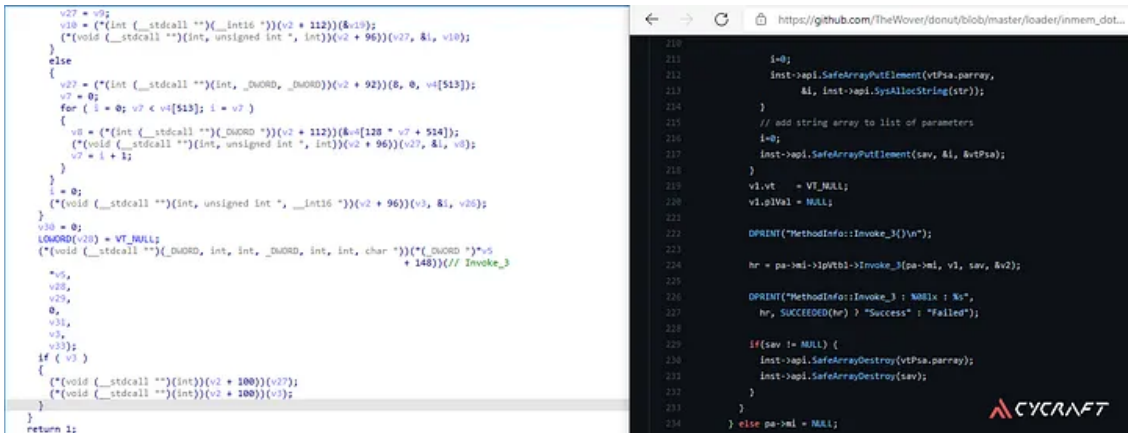 v27 = v9;
v10 = (*(int (__stdcall **)(__int16 *))(v2 + 112))(&v19);
(*(void (__stdcall **)(int, unsigned int *, int))(v2 + 96))(v27, &i, v10);
}
else
{
v27 = (*(int (__stdcall **)(int, _DWORD, _DWORD))(v2 + 92))(8, 0, v4[513]);
v7 = 0;
for ( i = 0; v7 < v4[513]; i = v7 )
{
v8 = (*(int (__stdcall **)(_DWORD *))(v2 + 112))(&v4[128 * v7 + 514]);
(*(void (__stdcall **)(int, unsigned int *, int))(v2 + 96))(v27, &i, v8);
v7 = i + 1;
}
}
i = 0;
(*(void (__stdcall **)(int, unsigned int *, __int16 *))(v2 + 96))(v3, &i, v26);
}
v30 = 0;
LOWORD(v28) = VT_NULL;
(*(void (__stdcall **)(_DWORD, int, int, _DWORD, int, int, char *))(*(_DWORD *)*v5
+ 148))(// Invoke_3
*v5,
v28,
v29,
0,
v31,
v3,
v33);
if ( v3 )
{
(*(void (__stdcall **)(int))(v2 + 100))(v27);
(*(void (__stdcall **)(int))(v2 + 100))(v3);
}
}
return 1;
https://github.com/TheWover/donut/blob/master/loader/inmem_dot...
210
211 i=0;
212 inst->api.SafeArrayPutElement(vtPsa.parray,
213 &i, inst->api.SysAllocString(str));
214 }
215 // add string array to list of parameters
216 i=0;
217 inst->api.SafeArrayPutElement(sav, &i, &vtPsa);
218 }
219 v1.vt = VT_NULL;
220 v1.plVal = NULL;
221
222 DPRINT("MethodInfo::Invoke_3()\n");
223
224 hr = pa->mi->lpVtbl->Invoke_3(pa->mi, v1, sav, &v2);
225
226 DPRINT("MethodInfo::Invoke_3 : %08lx : %s",
227 hr, SUCCEEDED(hr) ? "Success" : "Failed");
228
229 if(sav != NULL) {
230 inst->api.SafeArrayDestroy(vtPsa.parray);
231 inst->api.SafeArrayDestroy(sav);
232 }
233 }
234 } else pa->mi = NULL;
CYCRAFT